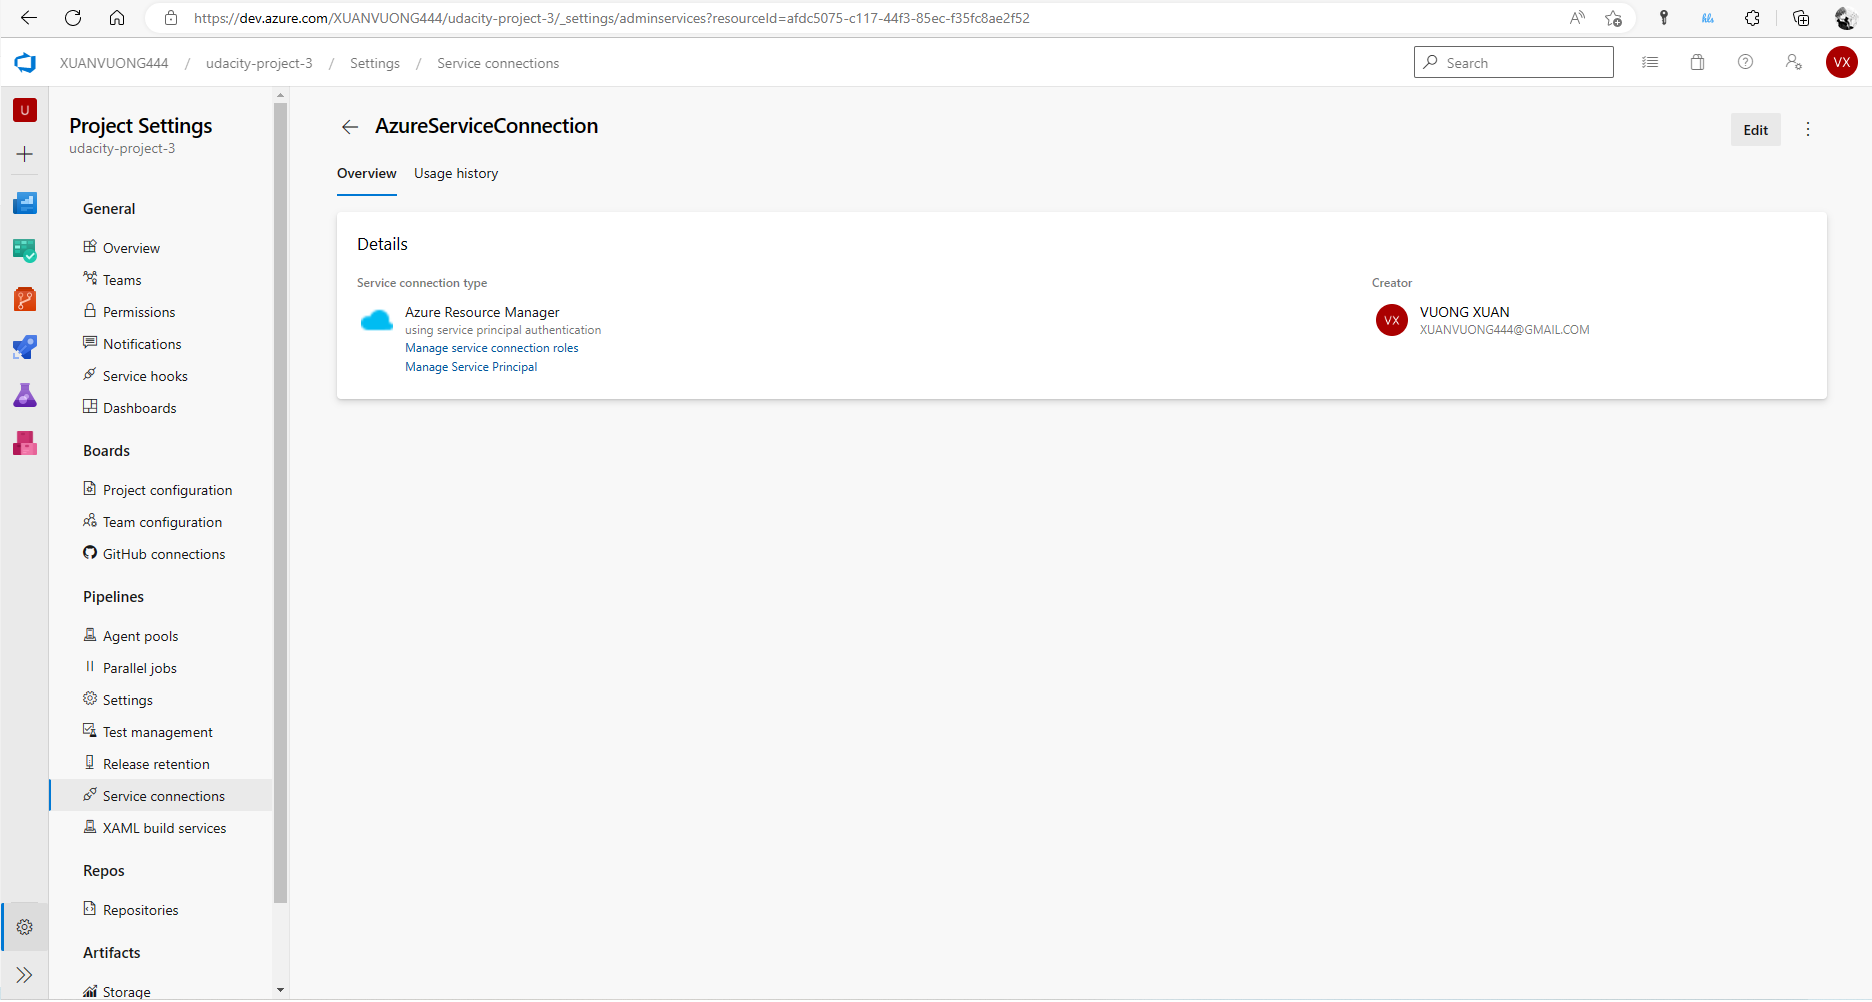 https://dev.azure.com/XUANVUONG444/udacity-project-3/_settings/adminservices?resourceId=afdc5075-c117-44f3-85ec-f35fc8ae2f52
XUANVUONG444 / udacity-project-3 / Settings / Service connections
Search
VX
U
Project Settings
udacity-project-3
General
Overview
Teams
Permissions
Notifications
Service hooks
Dashboards
Boards
Project configuration
Team configuration
GitHub connections
Pipelines
Agent pools
Parallel jobs
Settings
Test management
Release retention
Service connections
XAML build services
Repos
Repositories
Artifacts
Storage
AzureServiceConnection
Edit
Overview
Usage history
Details
Service connection type
Azure Resource Manager
using service principal authentication
Manage service connection roles
Manage Service Principal
Creator
VX
VUONG XUAN
XUANVUONG444@GMAIL.COM